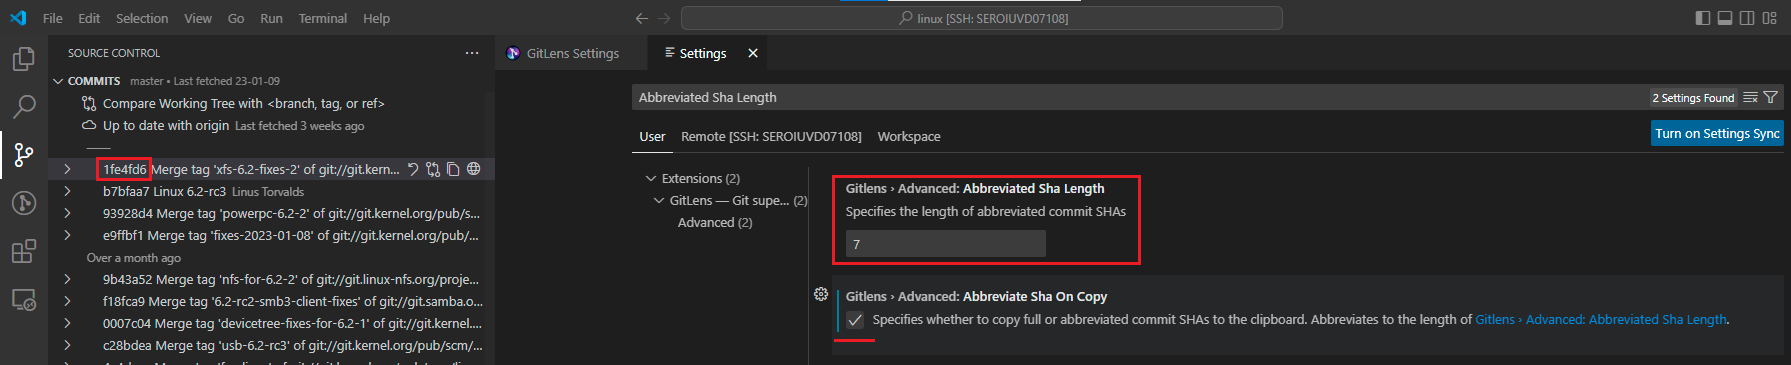 File Edit Selection View Go Run Terminal Help
linux [SSH: SEROIUVD07108]
SOURCE CONTROL
COMMITS master • Last fetched 23-01-09
Compare Working Tree with <branch, tag, or ref>
Up to date with origin Last fetched 3 weeks ago
1fe4fd6 Merge tag 'xfs-6.2-fixes-2' of git://git.kern...
b7bfaa7 Linux 6.2-rc3 Linus Torvalds
93928d4 Merge tag 'powerpc-6.2-2' of git://git.kernel.org/pub/s...
e9ffbf1 Merge tag 'fixes-2023-01-08' of git://git.kernel.org/pub/...
Over a month ago
9b43a52 Merge tag 'nfs-for-6.2-2' of git://git.linux-nfs.org/proje...
f18fca9 Merge tag '6.2-rc2-smb3-client-fixes' of git://git.samba.o...
0007c04 Merge tag 'devicetree-fixes-for-6.2-1' of git://git.kernel....
c28bdea Merge tag 'usb-6.2-rc3' of git://git.kernel.org/pub/scm/...
GitLens Settings
Settings
Abbreviated Sha Length
2 Settings Found
User Remote [SSH: SEROIUVD07108] Workspace
Turn on Settings Sync
Extensions (2)
GitLens — Git supe... (2)
Advanced (2)
Gitlens › Advanced: Abbreviated Sha Length
Specifies the length of abbreviated commit SHAs
7
Gitlens › Advanced: Abbreviate Sha On Copy
Specifies whether to copy full or abbreviated commit SHAs to the clipboard. Abbreviates to the length of Gitlens › Advanced: Abbreviated Sha Length.